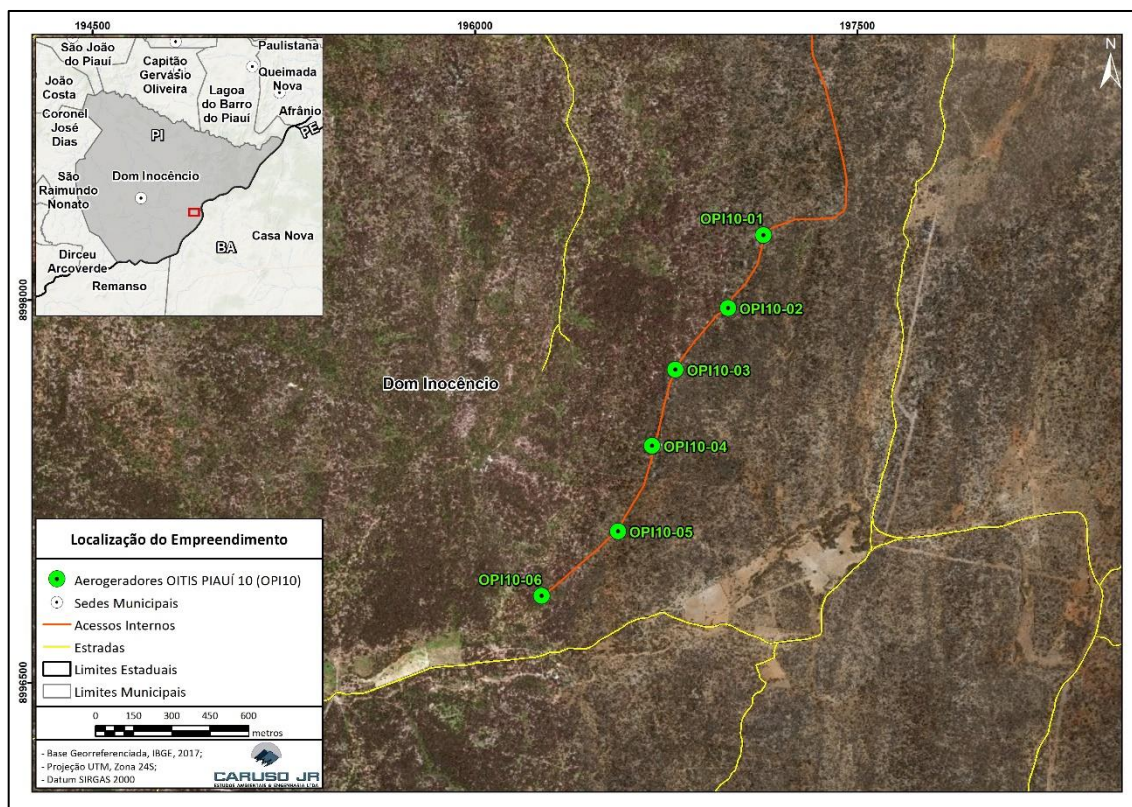 194500
196000
197500
8998000
8996500
N
São João
do Piauí
Capitão
Gervásio
Oliveira
Paulistana
Queimada
Nova
João
Costa
Lagoa
do Barro
do Piauí
Afrânio
Coronel
José
Dias
PI
PE
São
Raimundo
Nonato
Dom Inocêncio
Casa Nova
BA
Dirceu
Arcoverde
Remanso
OPI10-01
OPI10-02
OPI10-03
Dom Inocêncio
OPI10-04
OPI10-05
OPI10-06
Localização do Empreendimento
Aerogeradores OITIS PIAUÍ 10 (OPI10)
Sedes Municipais
Acessos Internos
Estradas
Limites Estaduais
Limites Municipais
0 150 300 450 600
metros
- Base Georreferenciada, IBGE, 2017;
- Projeção UTM, Zona 24S;
- Datum SIRGAS 2000
CARUSO JR
ESTUDOS AMBIENTAIS & ENGENHARIA LTDA